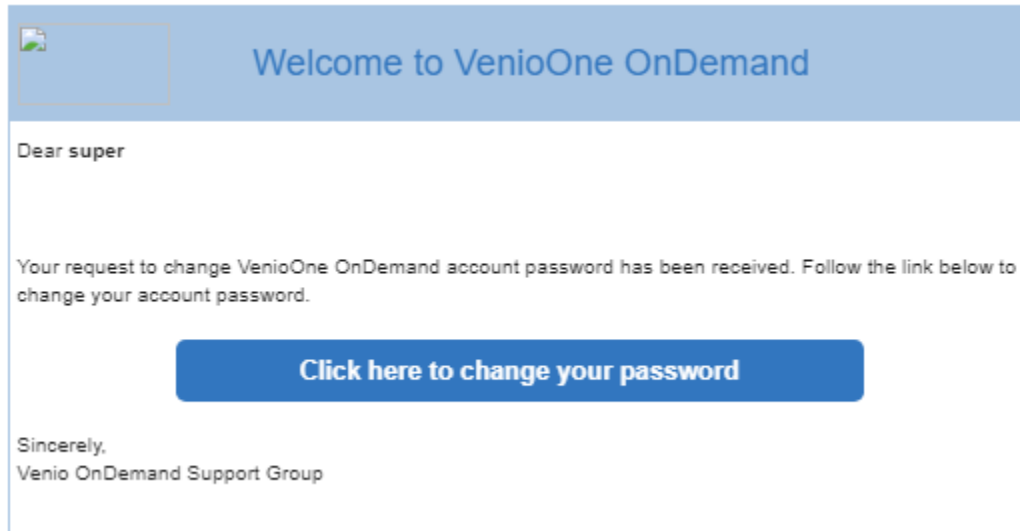 Welcome to VenioOne OnDemand
Dear super
Your request to change VenioOne OnDemand account password has been received. Follow the link below to
change your account password.
Click here to change your password
Sincerely,
Venio OnDemand Support Group